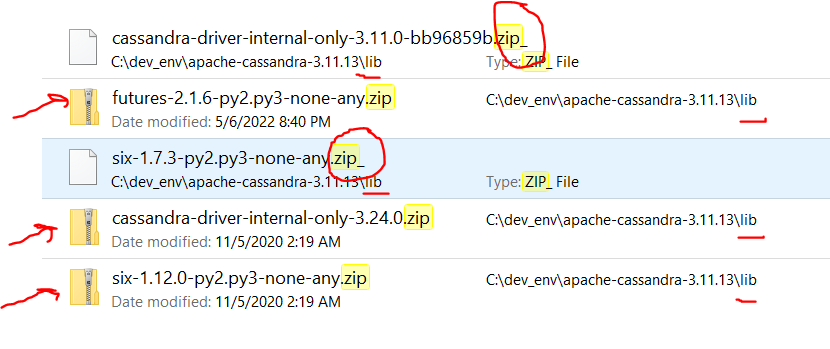 cassandra-driver-internal-only-3.11.0-bb96859b.zip_
C:\dev_env\apache-cassandra-3.11.13\lib Type: ZIP_ File
futures-2.1.6-py2.py3-none-any.zip C:\dev_env\apache-cassandra-3.11.13\lib
Date modified: 5/6/2022 8:40 PM
six-1.7.3-py2.py3-none-any.zip_
C:\dev_env\apache-cassandra-3.11.13\lib Type: ZIP_ File
cassandra-driver-internal-only-3.24.0.zip C:\dev_env\apache-cassandra-3.11.13\lib
Date modified: 11/5/2020 2:19 AM
six-1.12.0-py2.py3-none-any.zip C:\dev_env\apache-cassandra-3.11.13\lib
Date modified: 11/5/2020 2:19 AM